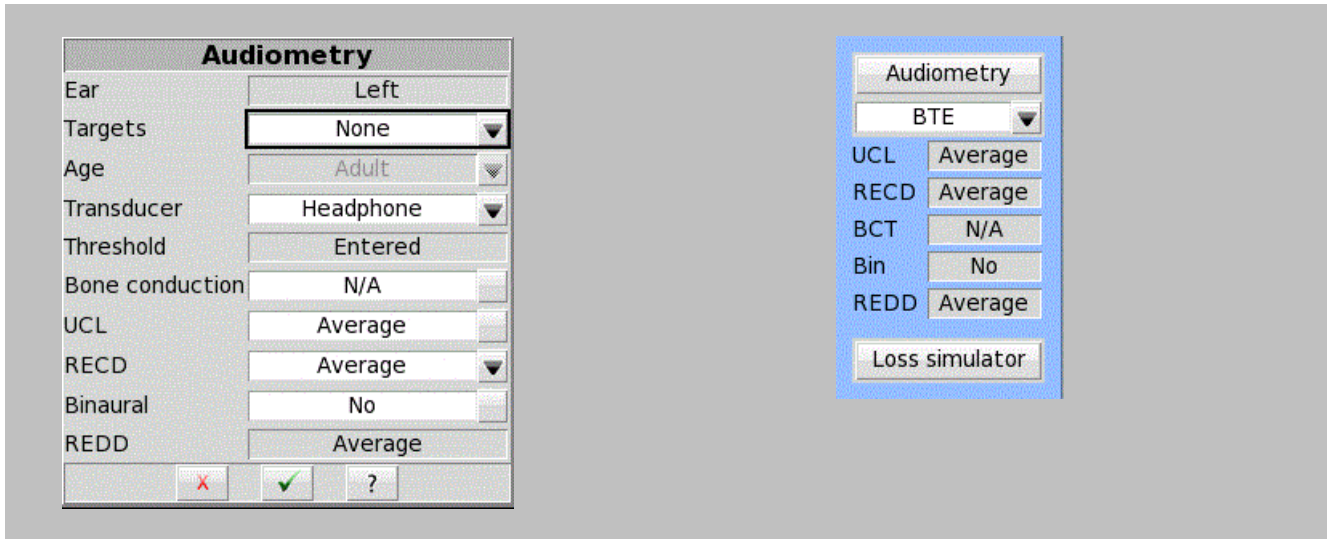 Audiometry
Ear Left
Targets None
Age Adult
Transducer Headphone
Threshold Entered
Bone conduction N/A
UCL Average
RECD Average
Binaural No
REDD Average
X ?
Audiometry
BTE
UCL Average
RECD Average
BCT N/A
Bin No
REDD Average
Loss simulator